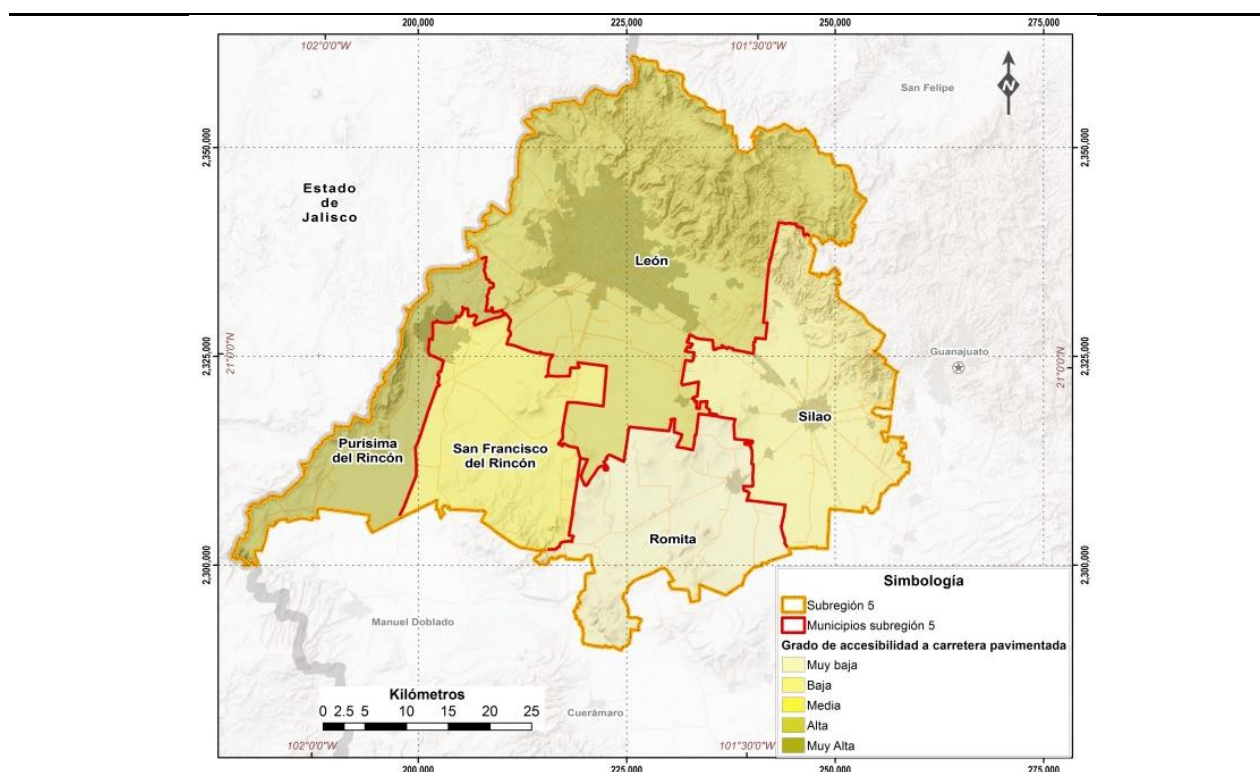 200,000
225,000
250,000
275,000
102°0'0"W
101°30'0"W
San Felipe
N
2,350,000
2,350,000
Estado
de
Jalisco
León
2,325,000
21°0'0"N
Guanajuato
2,325,000
21°0'0"N
Silao
Purísima
del Rincón
San Francisco
del Rincón
Romita
2,300,000
2,300,000
Manuel Doblado
Cuerámaro
Kilómetros
0 2.5 5 10 15 20 25
Simbología
Subregión 5
Municipios subregión 5
Grado de accesibilidad a carretera pavimentada
Muy baja
Baja
Media
Alta
Muy Alta
102°0'0"W
101°30'0"W
200,000
225,000
250,000
275,000